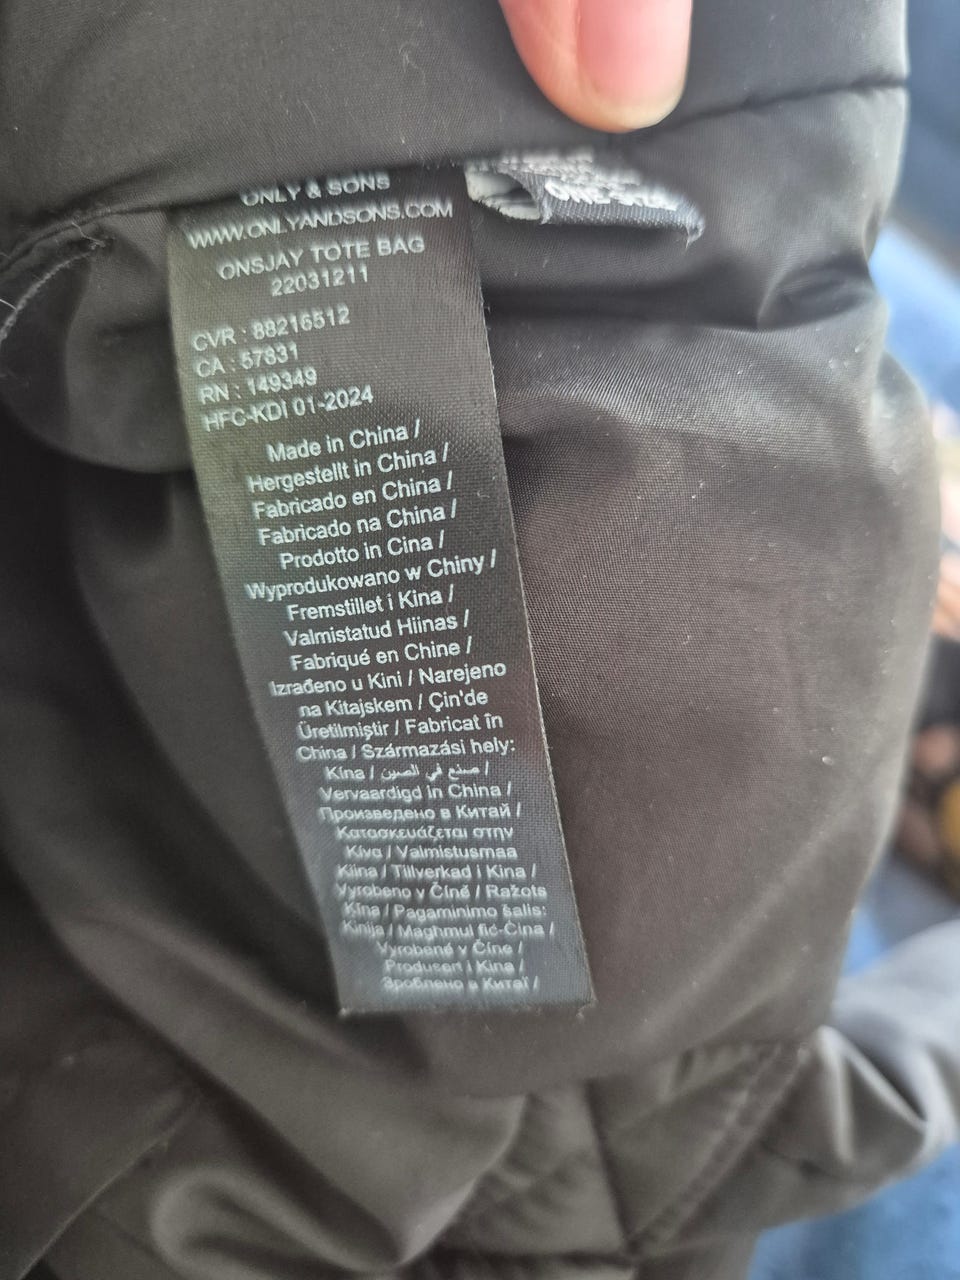 ONLY & SONS
WWW.ONLYANDSONS.COM
ONSJAY TOTE BAG
22031211
CVR : 88216512
CA : 57831
RN : 149349
HFC-KDI 01-2024
Made in China /
Hergestellt in China /
Fabricado en China /
Fabricado na China /
Prodotto in Cina /
Wyprodukowano w Chiny /
Fremstillet i Kina /
Valmistatud Hiinas /
Fabriqué en Chine /
Izrađeno u Kini / Narejeno
na Kitajskem / Çin'de
Üretilmiştir / Fabricat în
China / Származási hely:
Kína / صنع في الصين /
Vervaardigd in China /
Произведено в Китай /
Κατασκευάζεται στην
Κίνα / Valmistusmaa
Kiina / Tillverkad i Kina /
Vyrobeno v Číně / Ražots
Ķīna / Pagaminimo šalis:
Kinija / Maghmul fiċ-Ċina /
Vyrobené v Číne /
Produsert i Kina /
Зроблено в Китаї /